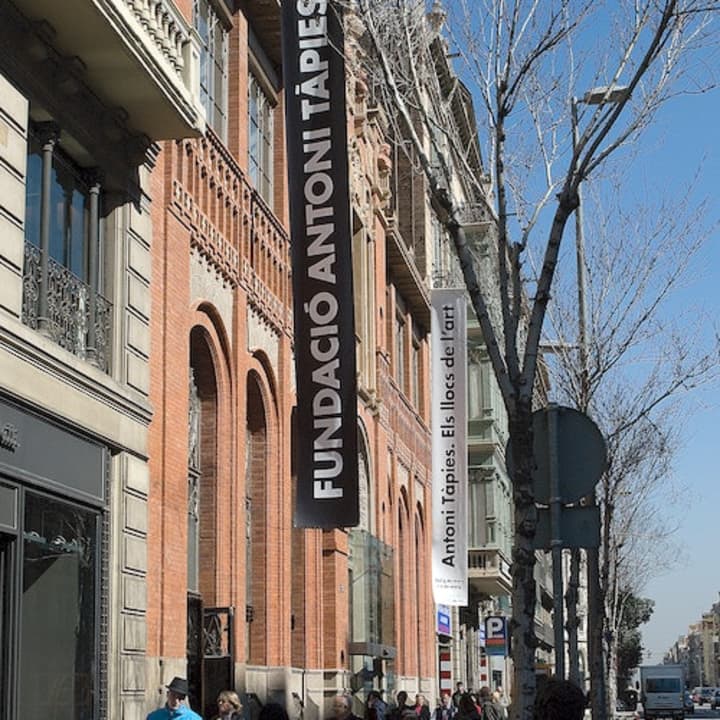 FUNDACIÓ ANTONI TÀPIES
Antoni Tàpies. Els llocs de l'art
P